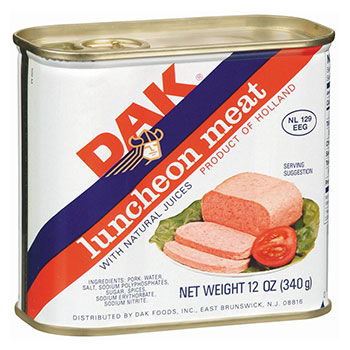 DAK®
luncheon meat
WITH NATURAL JUICES
PRODUCT OF HOLLAND
NL 129
EEG
SERVING
SUGGESTION
INGREDIENTS: PORK, WATER,
SALT, SODIUM POLYPHOSPHATES,
SUGAR, SPICES,
SODIUM ERYTHORBATE,
SODIUM NITRITE.
NET WEIGHT 12 OZ (340g)
DISTRIBUTED BY DAK FOODS, INC., EAST BRUNSWICK, N.J. 08816